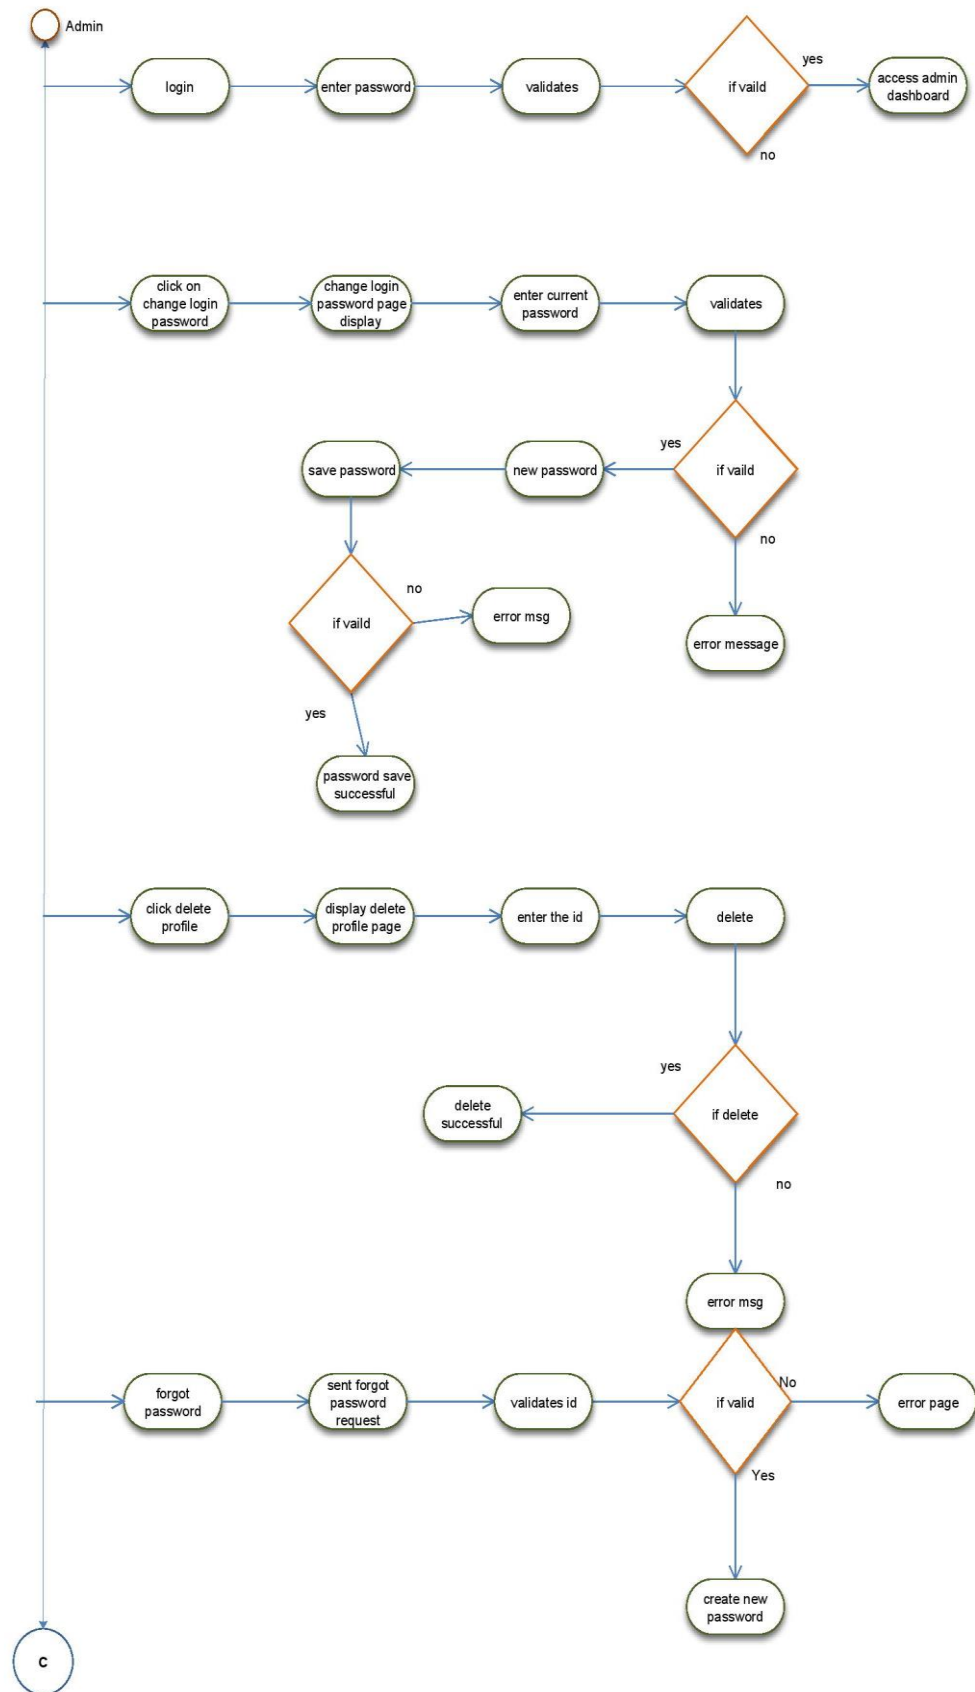 Admin
login
enter password
validates
if vaild
yes
access admin
dashboard
no
click on
change login
password
change login
password page
display
enter current
password
validates
save password
new password
yes
if vaild
no
error message
if vaild
no
error msg
yes
password save
successful
click delete
profile
display delete
profile page
enter the id
delete
yes
delete
successful
if delete
no
error msg
forgot
password
sent forgot
password
request
validates id
if valid
No
error page
Yes
create new
password
C